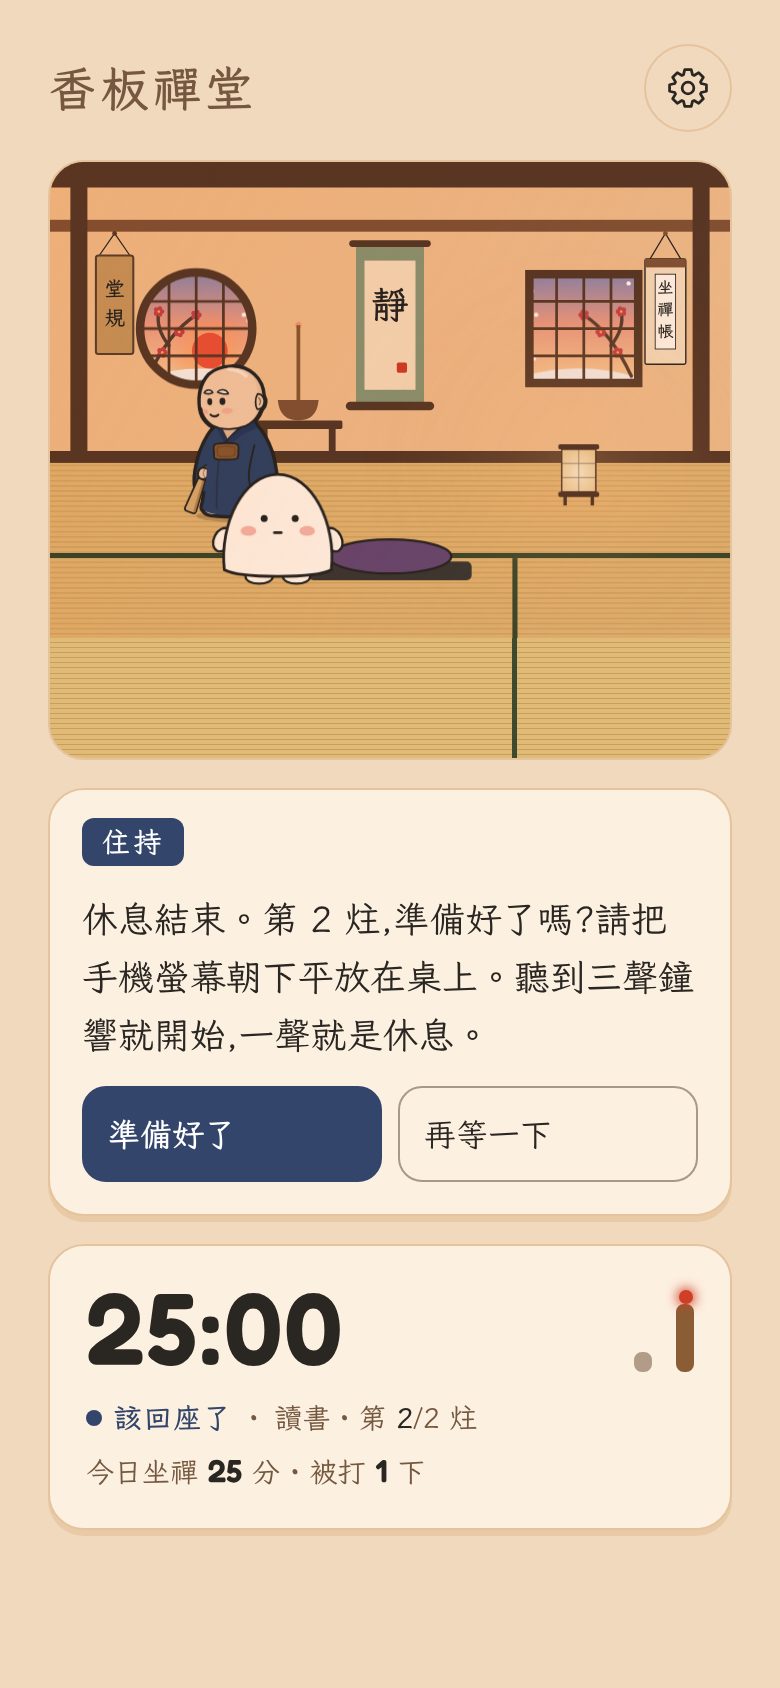 香板禪堂
堂規
靜
坐禪帳
住持
休息結束。第 2 炷,準備好了嗎?請把
手機螢幕朝下平放在桌上。聽到三聲鐘
響就開始,一聲就是休息。
準備好了
再等一下
25:00
該回座了 · 讀書 · 第 2/2 炷
今日坐禪 25 分 · 被打 1 下